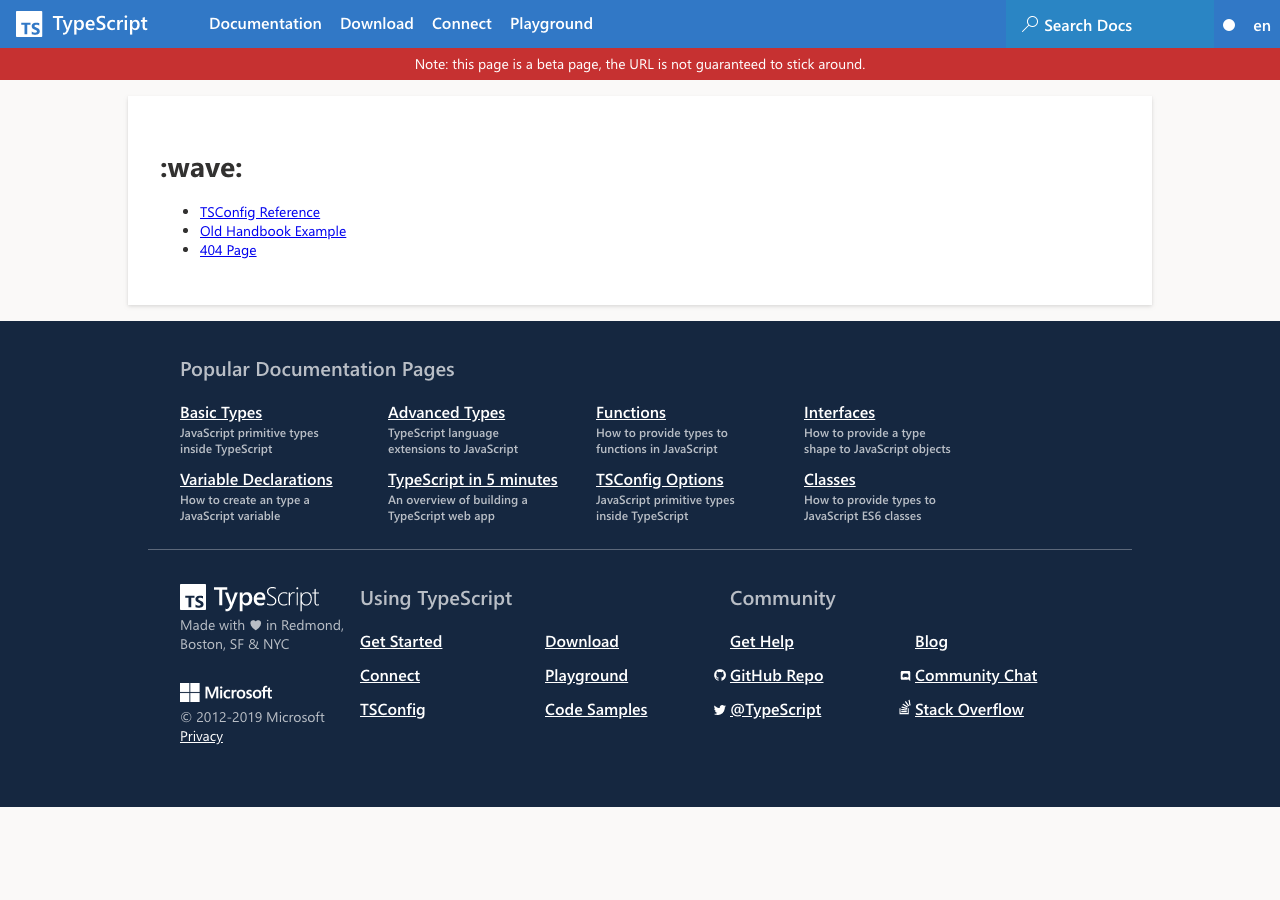 TS TypeScript Documentation Download Connect Playground Search Docs en
Note: this page is a beta page, the URL is not guaranteed to stick around.
:wave:
TSConfig Reference
Old Handbook Example
404 Page
Popular Documentation Pages
Basic Types
JavaScript primitive types
inside TypeScript
Advanced Types
TypeScript language
extensions to JavaScript
Functions
How to provide types to
functions in JavaScript
Interfaces
How to provide a type
shape to JavaScript objects
Variable Declarations
How to create an type a
JavaScript variable
TypeScript in 5 minutes
An overview of building a
TypeScript web app
TSConfig Options
JavaScript primitive types
inside TypeScript
Classes
How to provide types to
JavaScript ES6 classes
TS TypeScript
Made with ♥ in Redmond,
Boston, SF & NYC
Microsoft
© 2012-2019 Microsoft
Privacy
Using TypeScript
Get Started
Download
Connect
Playground
TSConfig
Code Samples
Community
Get Help
Blog
GitHub Repo
Community Chat
@TypeScript
Stack Overflow